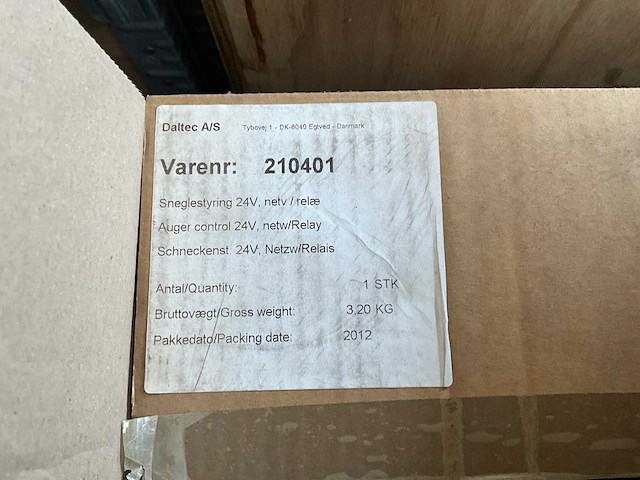 Daltec A/S Tybovej 1 - DK-6040 Egtved - Danmark
Varenr: 210401
Sneglestyring 24V, netv / relæ
Auger control 24V, netw/Relay
Schneckenst. 24V, Netzw/Relais
Antal/Quantity: 1 STK
Bruttovægt/Gross weight: 3,20 KG
Pakkedato/Packing date: 2012